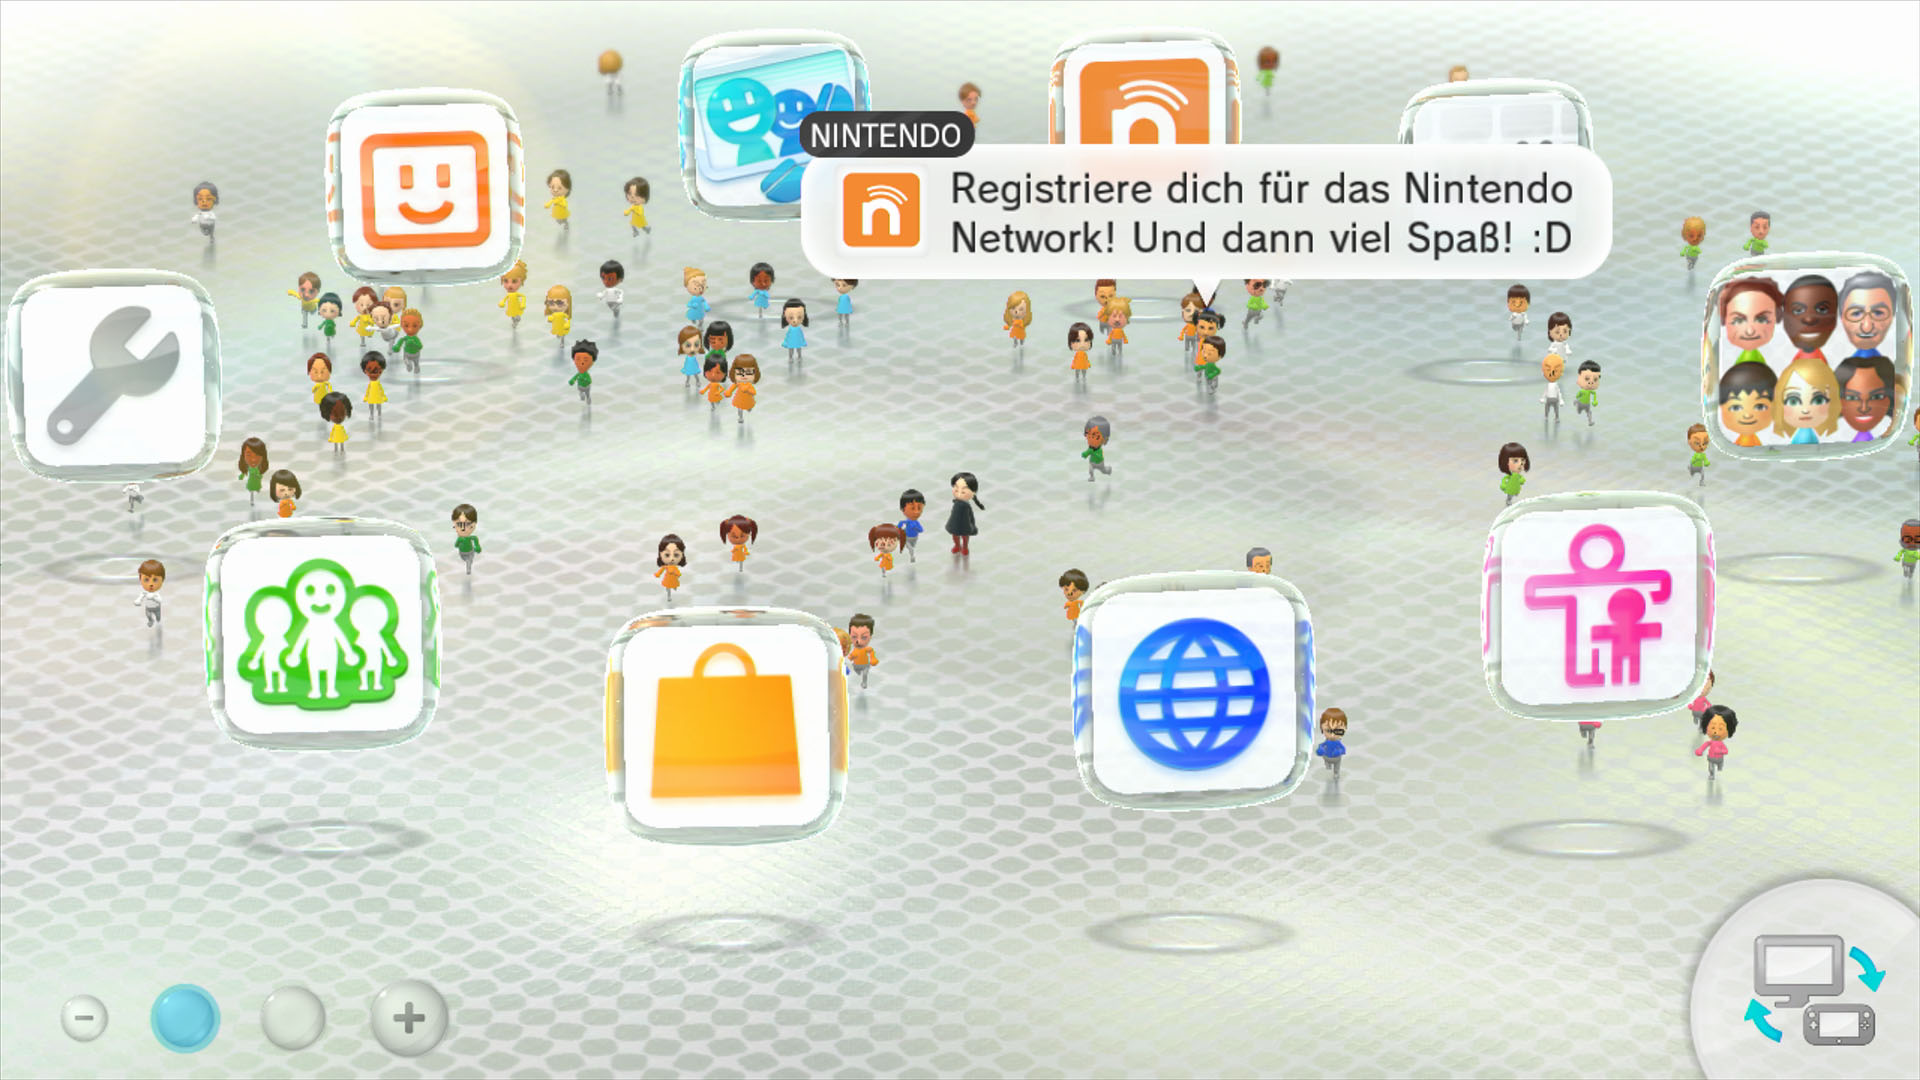 NINTENDO
Registriere dich für das Nintendo
Network! Und dann viel Spaß! :D